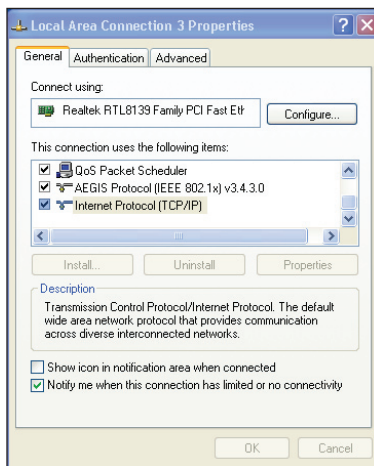 Local Area Connection 3 Properties
General Authentication Advanced
Connect using:
Realtek RTL8139 Family PCI Fast Eth Configure...
This connection uses the following items:
QoS Packet Scheduler
AEGIS Protocol (IEEE 802.1x) v3.4.3.0
Internet Protocol (TCP/IP)
Install... Uninstall Properties
Description
Transmission Control Protocol/Internet Protocol. The default
wide area network protocol that provides communication
across diverse interconnected networks.
Show icon in notification area when connected
Notify me when this connection has limited or no connectivity
OK Cancel